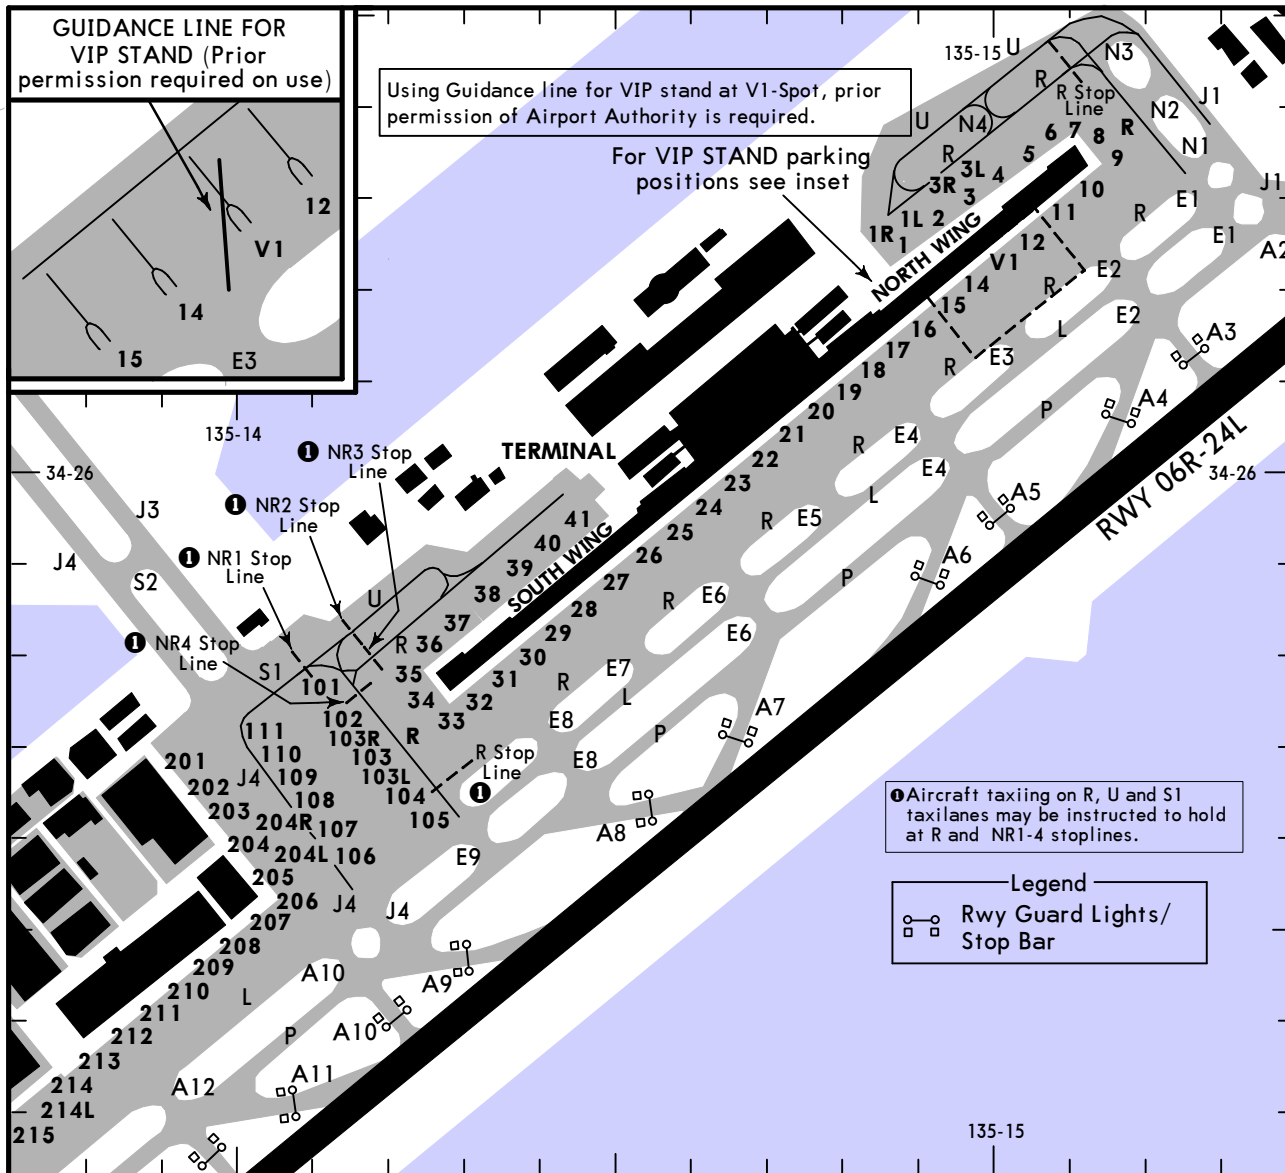 GUIDANCE LINE FOR
VIP STAND (Prior
permission required on use)
12
V1
14
15
E3
Using Guidance line for VIP stand at V1-Spot, prior
permission of Airport Authority is required.
For VIP STAND parking
positions see inset
135-15
U
N3
R
R Stop
Line
J1
N2
N1
U
N4
R
6
7
8
R
5
9
3L
4
3R
3
10
1L
2
11
1R
1
12
V1
14
15
16
17
18
19
20
21
22
23
24
25
26
27
28
29
30
31
32
33
34
35
36
37
38
39
40
41
NORTH WING
SOUTH WING
TERMINAL
J1
E1
R
E1
A2
E2
R
E2
L
A3
E3
R
P
A4
RWY 06R-24L
34-26
E4
R
E4
L
A5
R
E5
A6
P
E6
R
E6
E7
R
L
E8
A7
P
E8
R
R Stop
Line
1
A8
135-14
34-26
1 NR3 Stop
Line
1 NR2 Stop
Line
1 NR1 Stop
Line
1 NR4 Stop
Line
J3
J4
S2
U
R
S1
101
102
103R
103
103L
104
105
111
110
109
108
107
106
J4
201
202
203
204R
204
204L
205
206
207
208
209
210
211
212
213
214
214L
215
J4
J4
E9
A10
A9
L
P
A10
A11
A12
1 Aircraft taxiing on R, U and S1
taxilanes may be instructed to hold
at R and NR1-4 stoplines.
Legend
Rwy Guard Lights/
Stop Bar
135-15